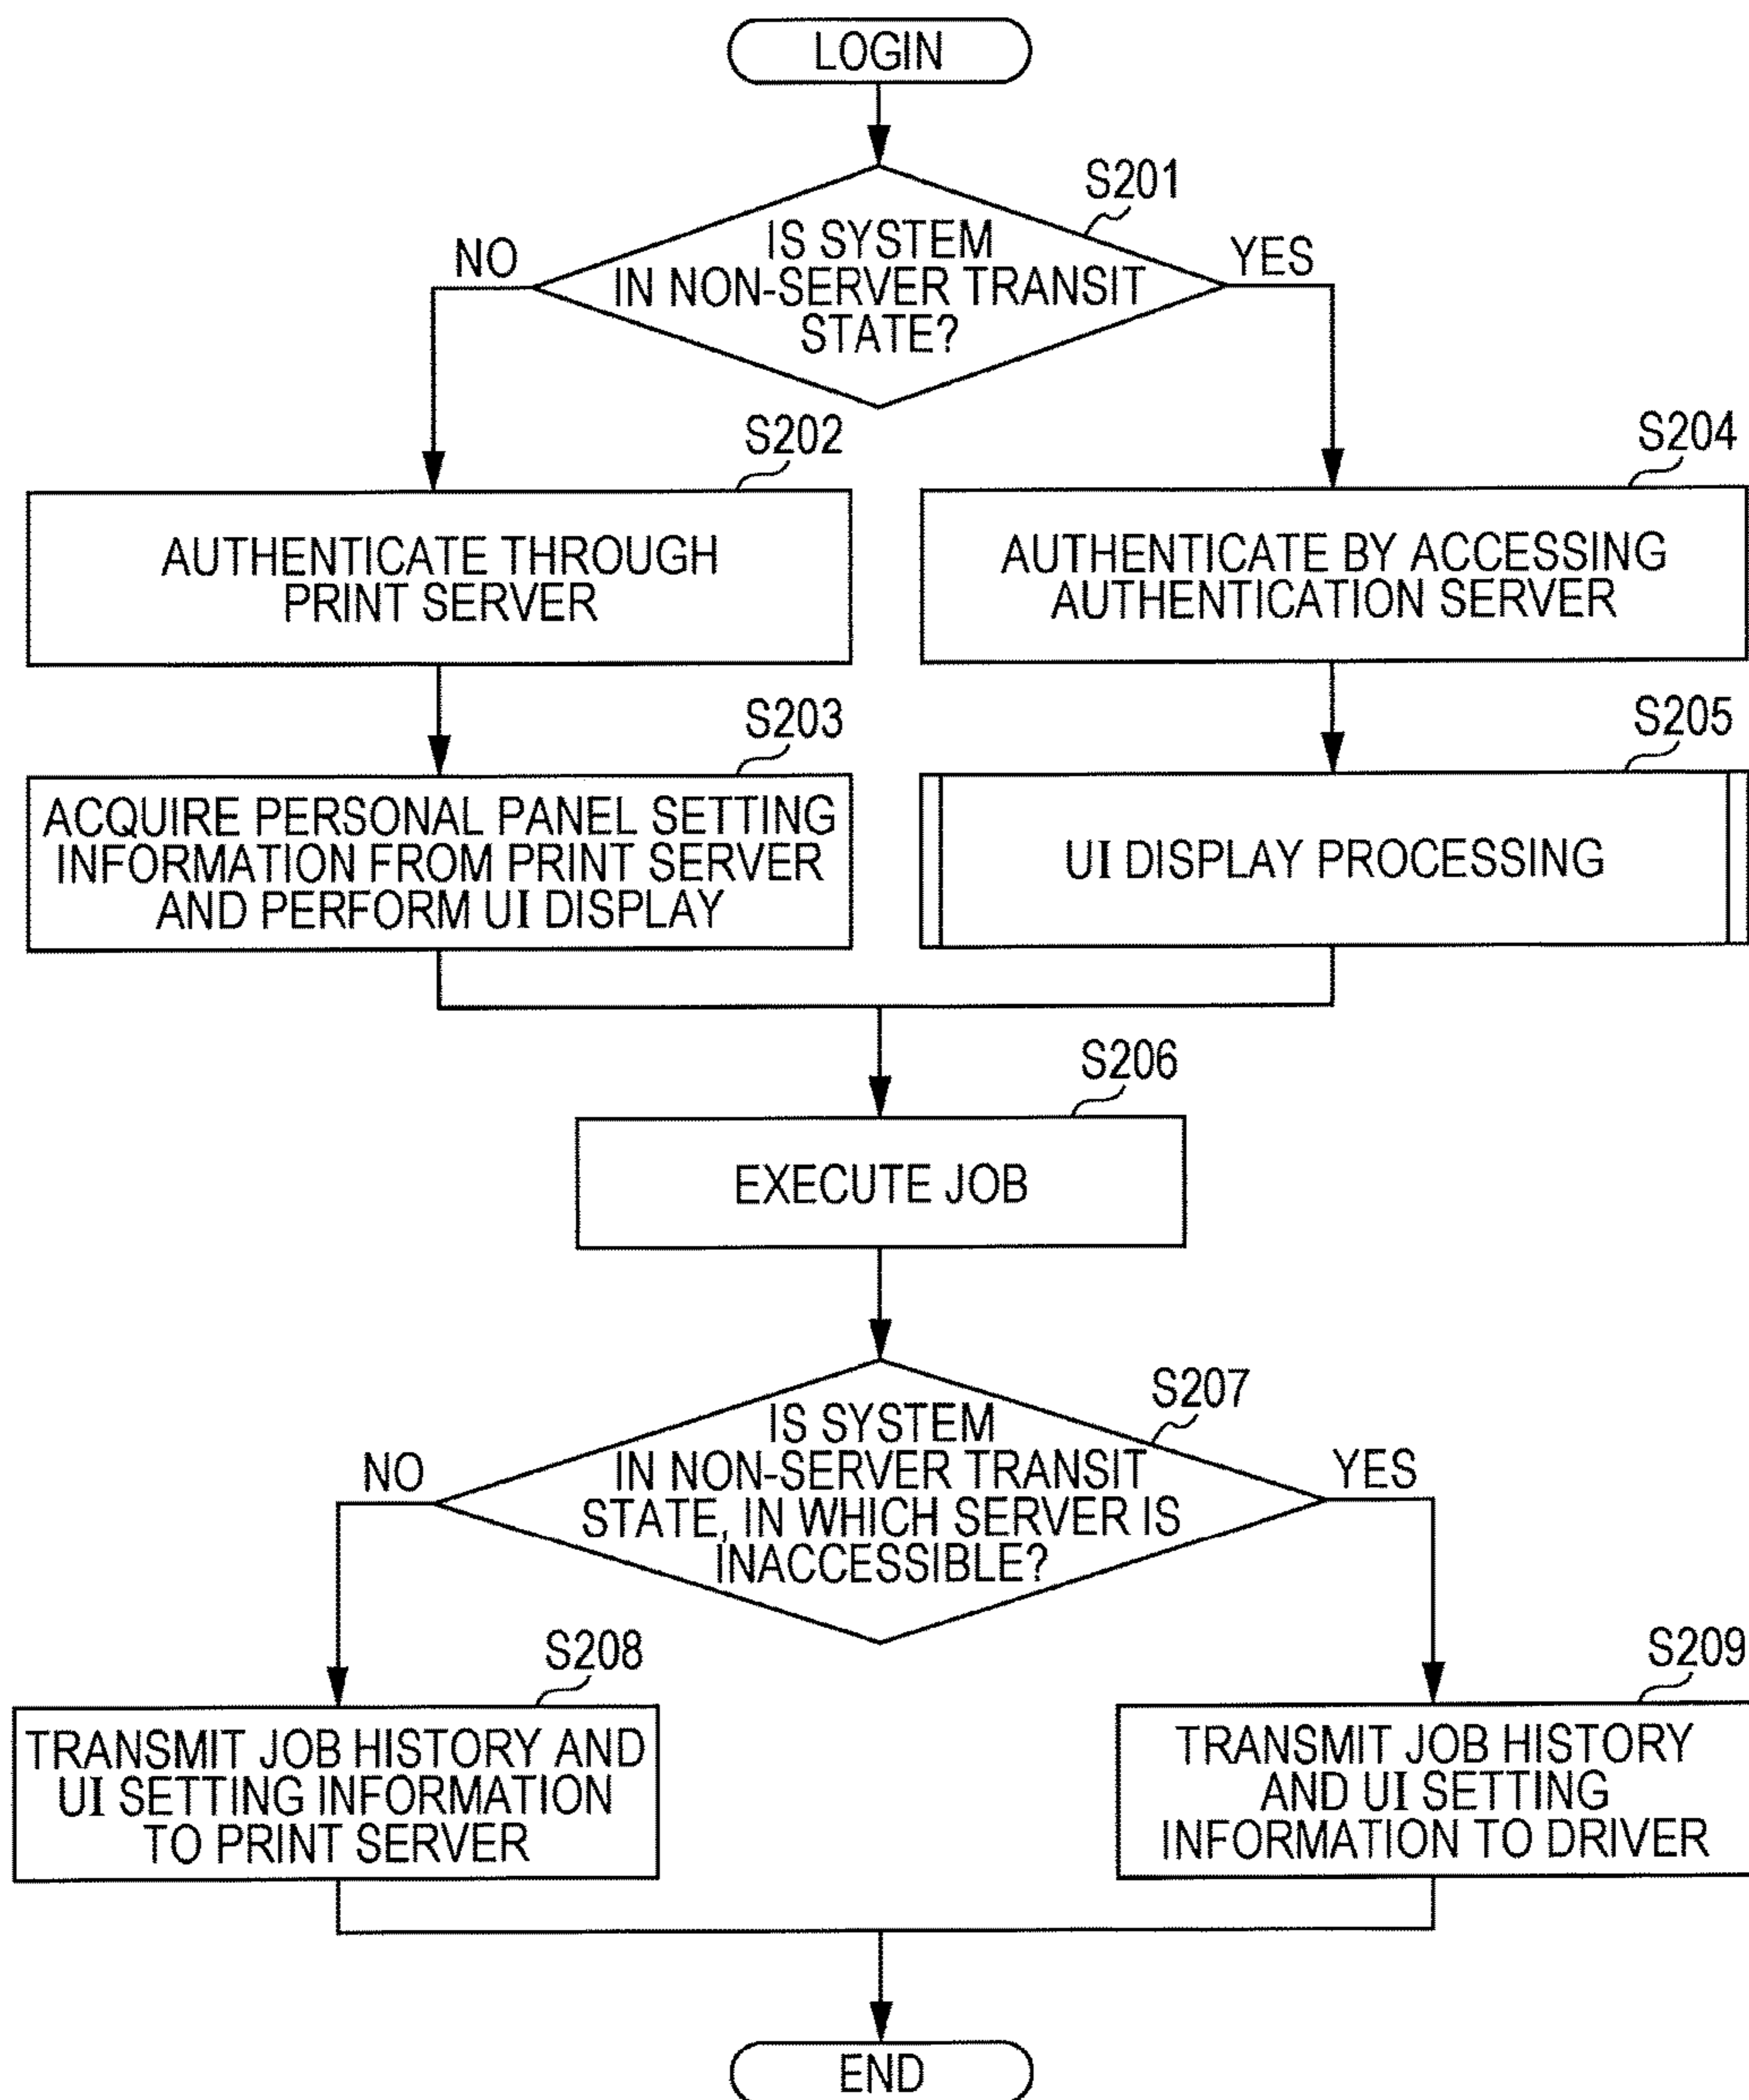 LOGIN
S201
IS SYSTEM
IN NON-SERVER TRANSIT
STATE?
NO
YES
S202
AUTHENTICATE THROUGH
PRINT SERVER
S204
AUTHENTICATE BY ACCESSING
AUTHENTICATION SERVER
S203
ACQUIRE PERSONAL PANEL SETTING
INFORMATION FROM PRINT SERVER
AND PERFORM UI DISPLAY
S205
UI DISPLAY PROCESSING
S206
EXECUTE JOB
S207
IS SYSTEM
IN NON-SERVER TRANSIT
STATE, IN WHICH SERVER IS
INACCESSIBLE?
NO
YES
S208
TRANSMIT JOB HISTORY AND
UI SETTING INFORMATION
TO PRINT SERVER
S209
TRANSMIT JOB HISTORY
AND UI SETTING
INFORMATION TO DRIVER
END